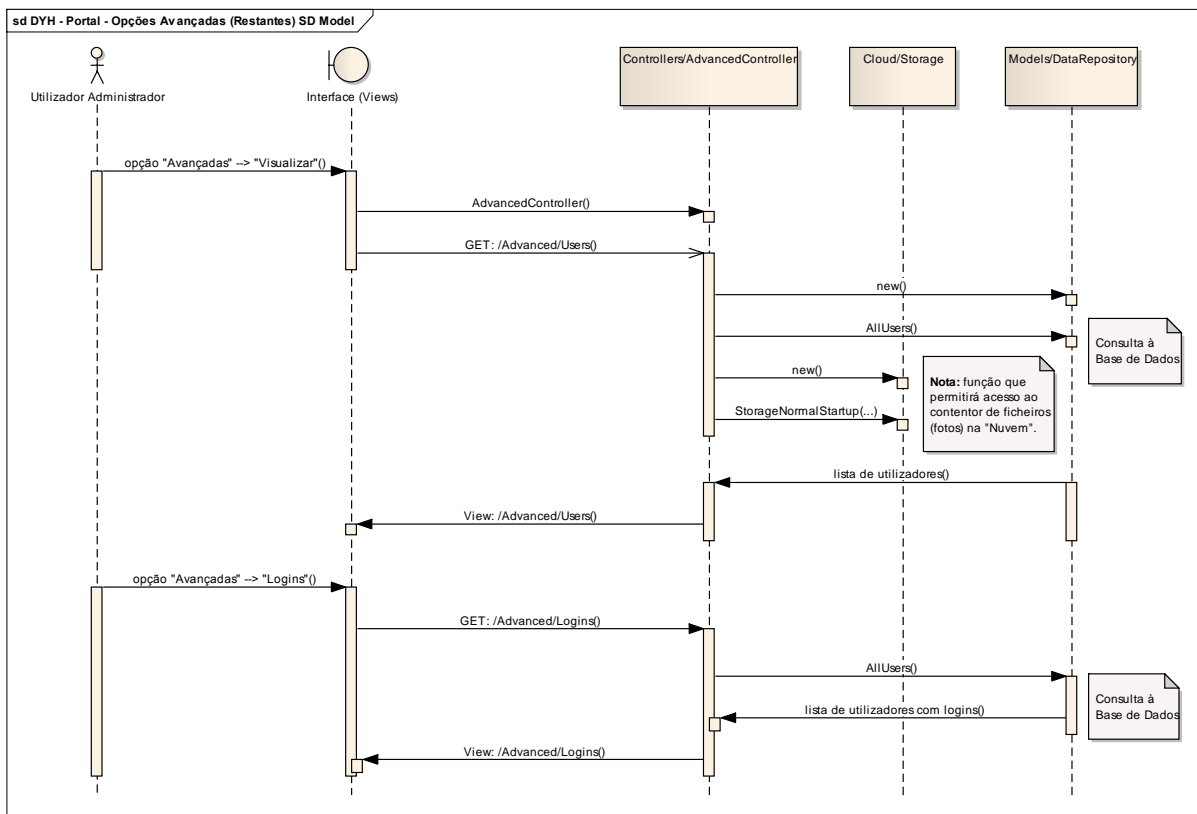 sd DYH - Portal - Opções Avançadas (Restantes) SD Model
Utilizador Administrador
Interface (Views)
Controllers/AdvancedController
Cloud/Storage
Models/DataRepository
opção "Avançadas" --> "Visualizar"()
AdvancedController()
GET: /Advanced/Users()
new()
AllUsers()
Consulta à
Base de Dados
new()
Nota: função que
permitirá acesso ao
contentor de ficheiros
(fotos) na "Nuvem".
StorageNormalStartup(...)
lista de utilizadores()
View: /Advanced/Users()
opção "Avançadas" --> "Logins"()
GET: /Advanced/Logins()
AllUsers()
Consulta à
Base de Dados
lista de utilizadores com logins()
View: /Advanced/Logins()